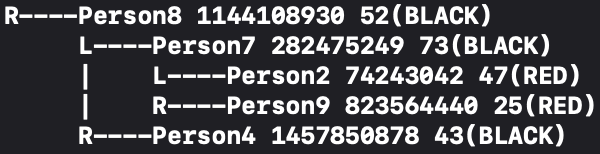 R----Person8 1144108930 52(BLACK)
     L----Person7 282475249 73(BLACK)
     |    L----Person2 74243042 47(RED)
     |    R----Person9 823564440 25(RED)
     R----Person4 1457850878 43(BLACK)